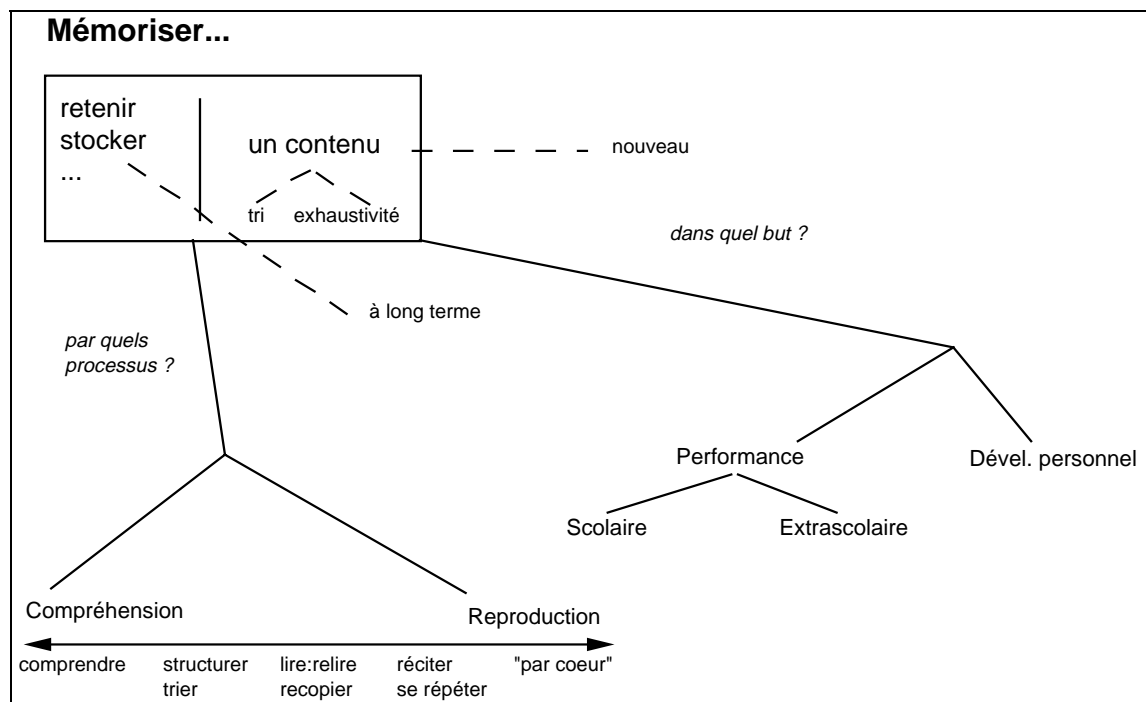 Mémoriser...
retenir
stocker
...
un contenu
nouveau
tri
exhaustivité
dans quel but ?
à long terme
par quels
processus ?
Performance
Dével. personnel
Scolaire
Extrascolaire
Compréhension
Reproduction
comprendre
structurer
trier
lire:relire
recopier
réciter
se répéter
"par coeur"